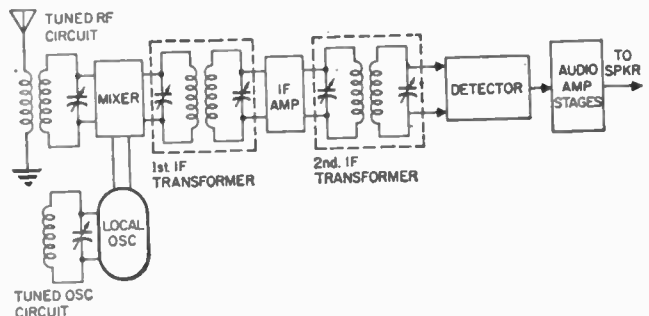 TUNED RF
CIRCUIT
MIXER
1st. IF
TRANSFORMER
IF
AMP
2nd. IF
TRANSFORMER
DETECTOR
AUDIO
AMP
STAGES
TO
SPKR
LOCAL
OSC
TUNED OSC
CIRCUIT